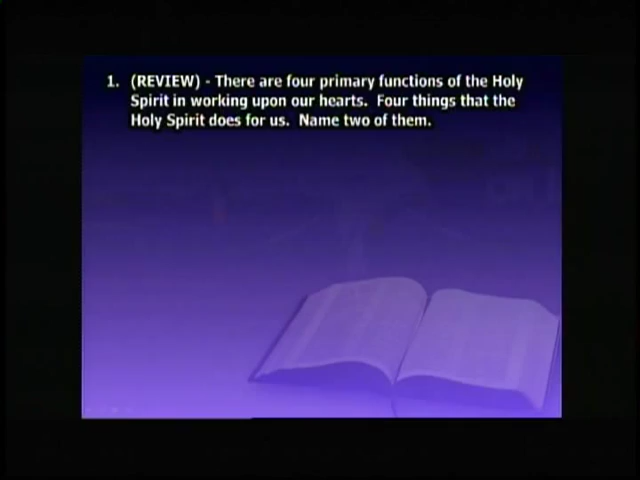 1. (REVIEW) - There are four primary functions of the Holy
Spirit in working upon our hearts. Four things that the
Holy Spirit does for us. Name two of them.